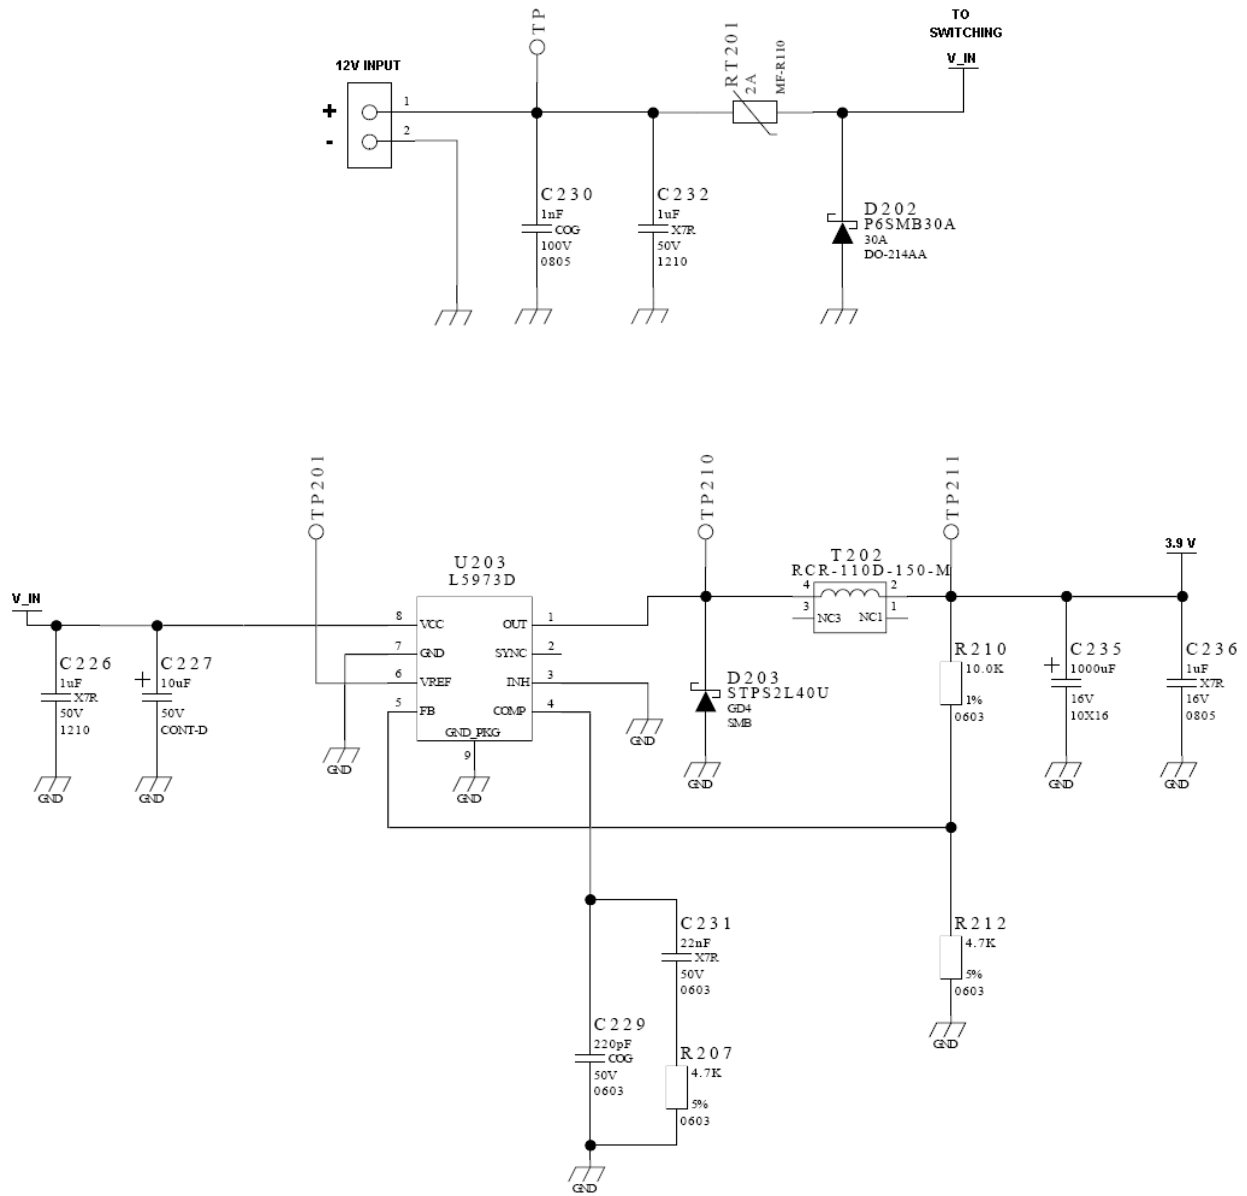 TP
TO
SWITCHING
V_IN
12V INPUT
RT201
2A
MF-R110
+
1
-
2
C230
1nF
COG
100V
0805
C232
1uF
X7R
50V
1210
D202
P6SMB30A
30A
DO-214AA
TP201
TP210
TP211
3.9 V
U203
L5973D
T202
RCR-110D-150-M
4
2
3
1
NC3
NC1
V_IN
8
VCC
OUT
1
7
GND
SYNC
2
6
VREF
INH
3
5
FB
COMP
4
GND_PKG
9
C226
1uF
X7R
50V
1210
GND
C227
+
10uF
50V
CONT-D
GND
GND
GND
GND
D203
STPS2L40U
GD4
SMB
GND
R210
10.0K
1%
0603
C235
+
1000uF
16V
10X16
GND
C236
1uF
X7R
16V
0805
GND
C231
22nF
X7R
50V
0603
R212
4.7K
5%
0603
GND
C229
220pF
COG
50V
0603
R207
4.7K
5%
0603
GND